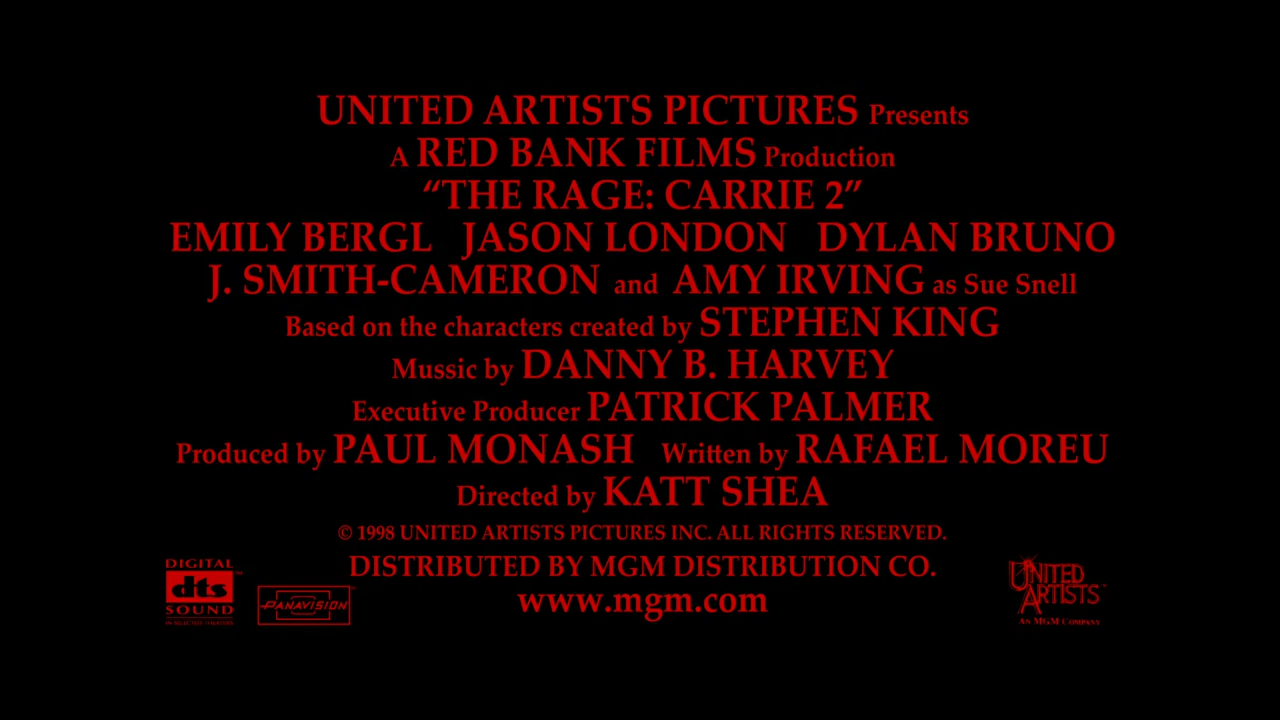 UNITED ARTISTS PICTURES Presents
A RED BANK FILMS Production
“THE RAGE: CARRIE 2”
EMILY BERGL JASON LONDON DYLAN BRUNO
J. SMITH-CAMERON and AMY IRVING as Sue Snell
Based on the characters created by STEPHEN KING
Mussic by DANNY B. HARVEY
Executive Producer PATRICK PALMER
Produced by PAUL MONASH Written by RAFAEL MOREU
Directed by KATT SHEA
© 1998 UNITED ARTISTS PICTURES INC. ALL RIGHTS RESERVED.
DISTRIBUTED BY MGM DISTRIBUTION CO.
www.mgm.com
DIGITAL
dts
SOUND
IN SELECTED THEATERS
PANAVISION
UNITED
ARTISTS
AN MGM COMPANY